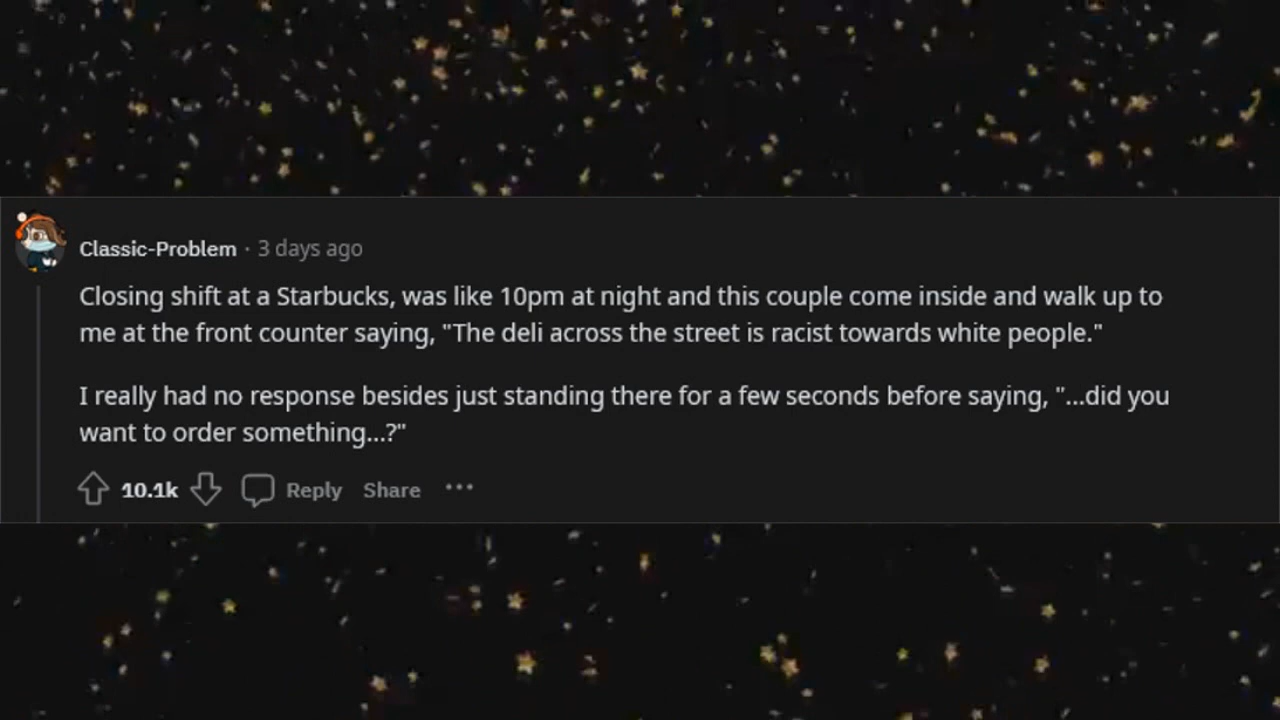 Classic-Problem · 3 days ago
Closing shift at a Starbucks, was like 10pm at night and this couple come inside and walk up to
me at the front counter saying, "The deli across the street is racist towards white people."
I really had no response besides just standing there for a few seconds before saying, "...did you
want to order something...?"
10.1k Reply Share ···